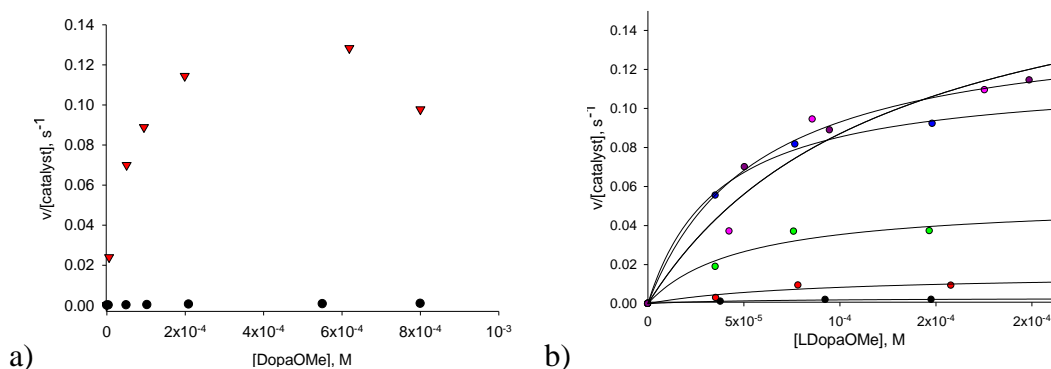 0.14
0.12
0.10
0.08
0.06
0.04
0.02
0.00
v/[catalyst], s⁻¹
0 2x10⁻⁴ 4x10⁻⁴ 6x10⁻⁴ 8x10⁻⁴ 10⁻³
[DopaOMe], M
a)
0.14
0.12
0.10
0.08
0.06
0.04
0.02
0.00
v/[catalyst], s⁻¹
0 5x10⁻⁵ 10⁻⁴ 2x10⁻⁴ 2x10⁻⁴
[LDopaOMe], M
b)